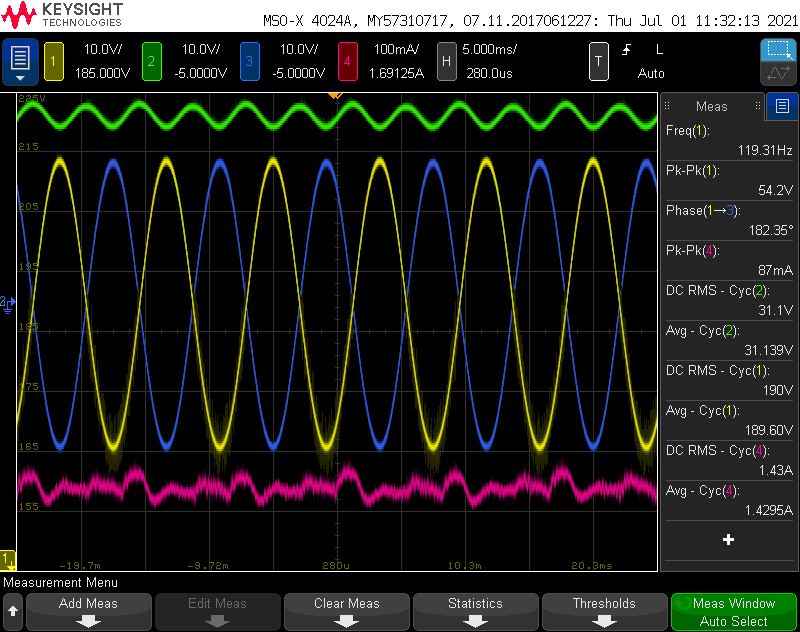 KEYSIGHT
TECHNOLOGIES
MSO-X 4024A, MY57310717, 07.11.2017061227: Thu Jul 01 11:32:13 2021
1 10.0V/ 2 10.0V/ 3 10.0V/ 4 100mA/ H 5.000ms/ T L
185.000V -5.0000V -5.0000V 1.69125A 280.0us Auto
225V
215
205
195
185
175
165
155
1
-19.7m -9.72m 280u 10.3m 20.3ms
Meas
Freq(1):
119.31Hz
Pk-Pk(1):
54.2V
Phase(1→3):
182.35°
Pk-Pk(4):
87mA
DC RMS - Cyc(2):
31.1V
Avg - Cyc(2):
31.139V
DC RMS - Cyc(1):
190V
Avg - Cyc(1):
189.60V
DC RMS - Cyc(4):
1.43A
Avg - Cyc(4):
1.4295A
+
Measurement Menu
Add Meas
Edit Meas
Clear Meas
Statistics
Thresholds
Meas Window
Auto Select